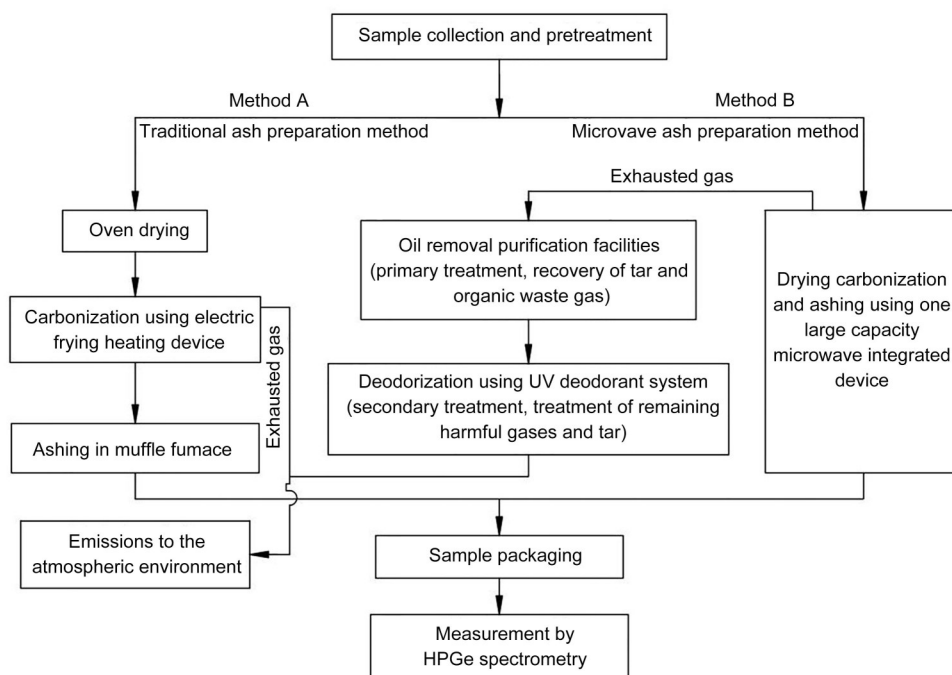 Sample collection and pretreatment
Method A
Method B
Traditional ash preparation method
Microvave ash preparation method
Exhausted gas
Oven drying
Oil removal purification facilities
(primary treatment, recovery of tar and
organic waste gas)
Drying carbonization
and ashing using one
large capacity
microwave integrated
device
Carbonization using electric
frying heating device
Exhausted gas
Deodorization using UV deodorant system
(secondary treatment, treatment of remaining
harmful gases and tar)
Ashing in muffle fumace
Emissions to the
atmospheric environment
Sample packaging
Measurement by
HPGe spectrometry